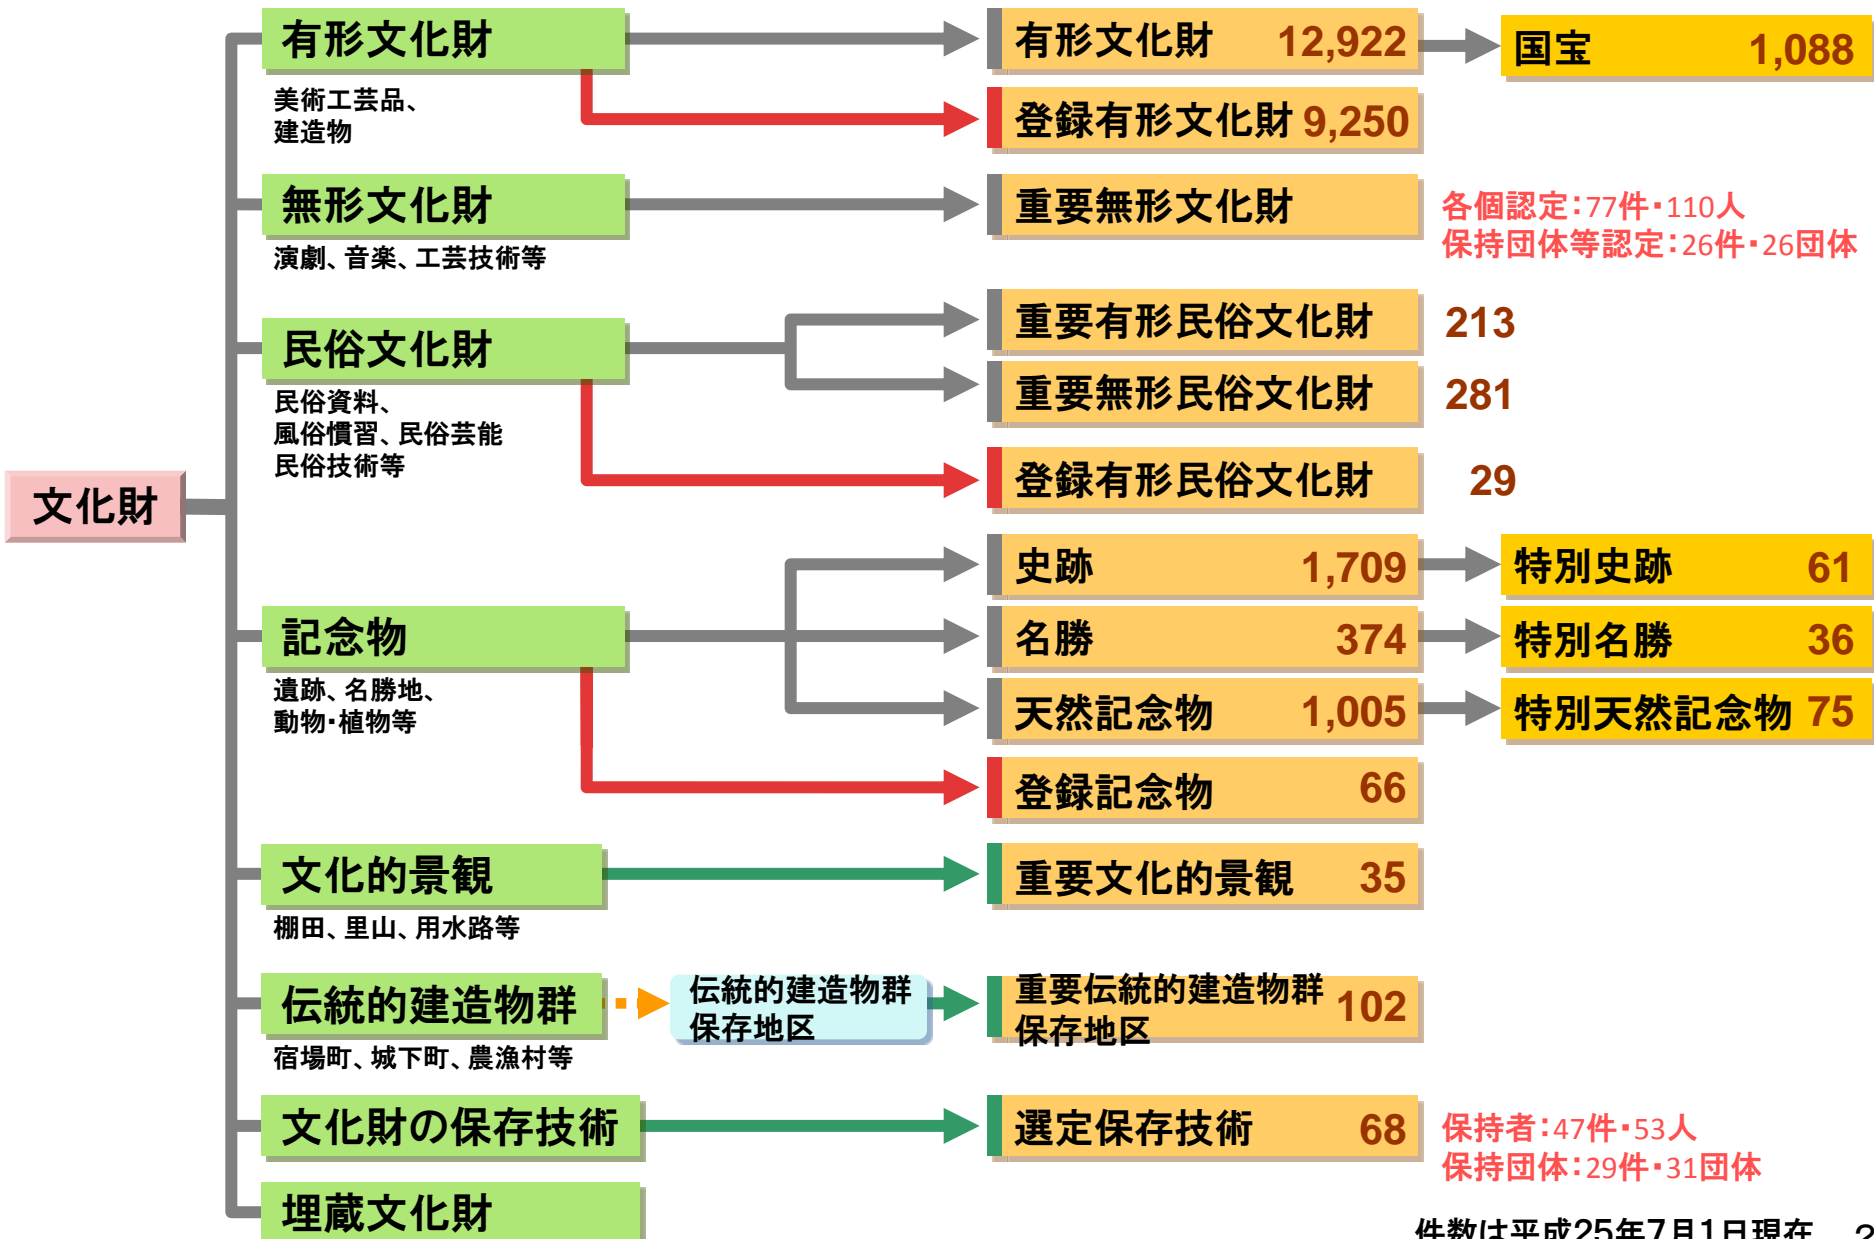 有形文化財
美術工芸品、
建造物
有形文化財 12,922
国宝 1,088
登録有形文化財 9,250
無形文化財
演劇、音楽、工芸技術等
重要無形文化財
各個認定：77件・110人
保持団体等認定：26件・26団体
民俗文化財
民俗資料、
風俗慣習、民俗芸能
民俗技術等
重要有形民俗文化財 213
重要無形民俗文化財 281
登録有形民俗文化財 29
文化財
記念物
遺跡、名勝地、
動物・植物等
史跡 1,709
特別史跡 61
名勝 374
特別名勝 36
天然記念物 1,005
特別天然記念物 75
登録記念物 66
文化的景観
棚田、里山、用水路等
重要文化的景観 35
伝統的建造物群
宿場町、城下町、農漁村等
伝統的建造物群
保存地区
重要伝統的建造物群
保存地区 102
文化財の保存技術
選定保存技術 68
保持者：47件・53人
保持団体：29件・31団体
埋蔵文化財
件数は平成25年7月1日現在
2